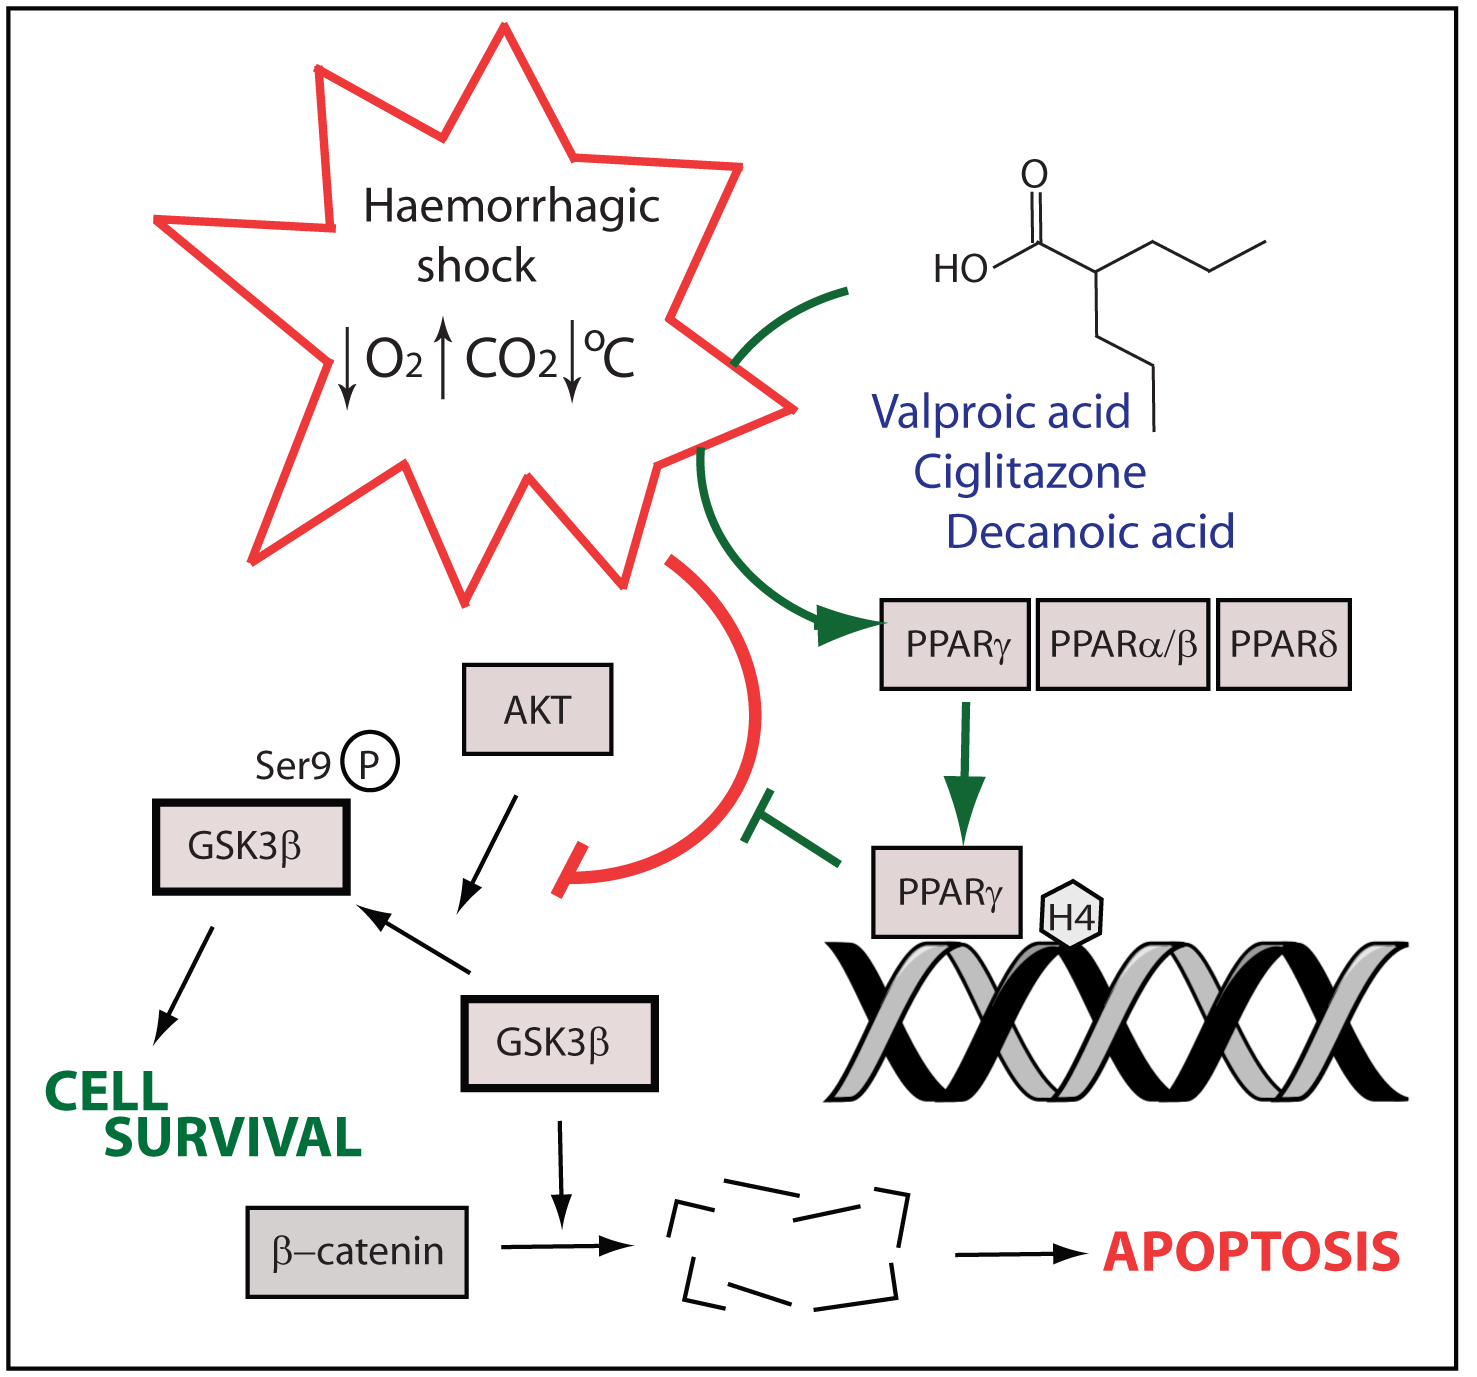 Haemorrhagic
shock
↓O2 ↑CO2 ↓ºC
O
HO
Valproic acid
Ciglitazone
Decanoic acid
PPARγ PPARα/β PPARδ
AKT
Ser9 P
GSK3β
PPARγ H4
GSK3β
CELL
SURVIVAL
β–catenin
APOPTOSIS